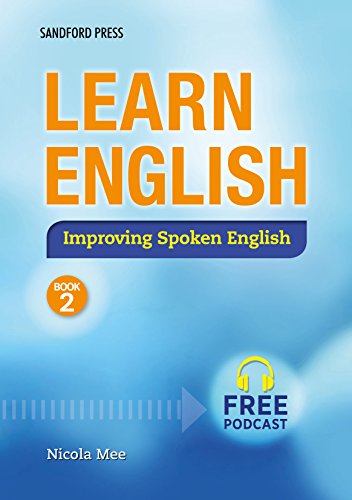 SANDFORD PRESS
LEARN
ENGLISH
Improving Spoken English
BOOK
2
FREE
PODCAST
Nicola Mee